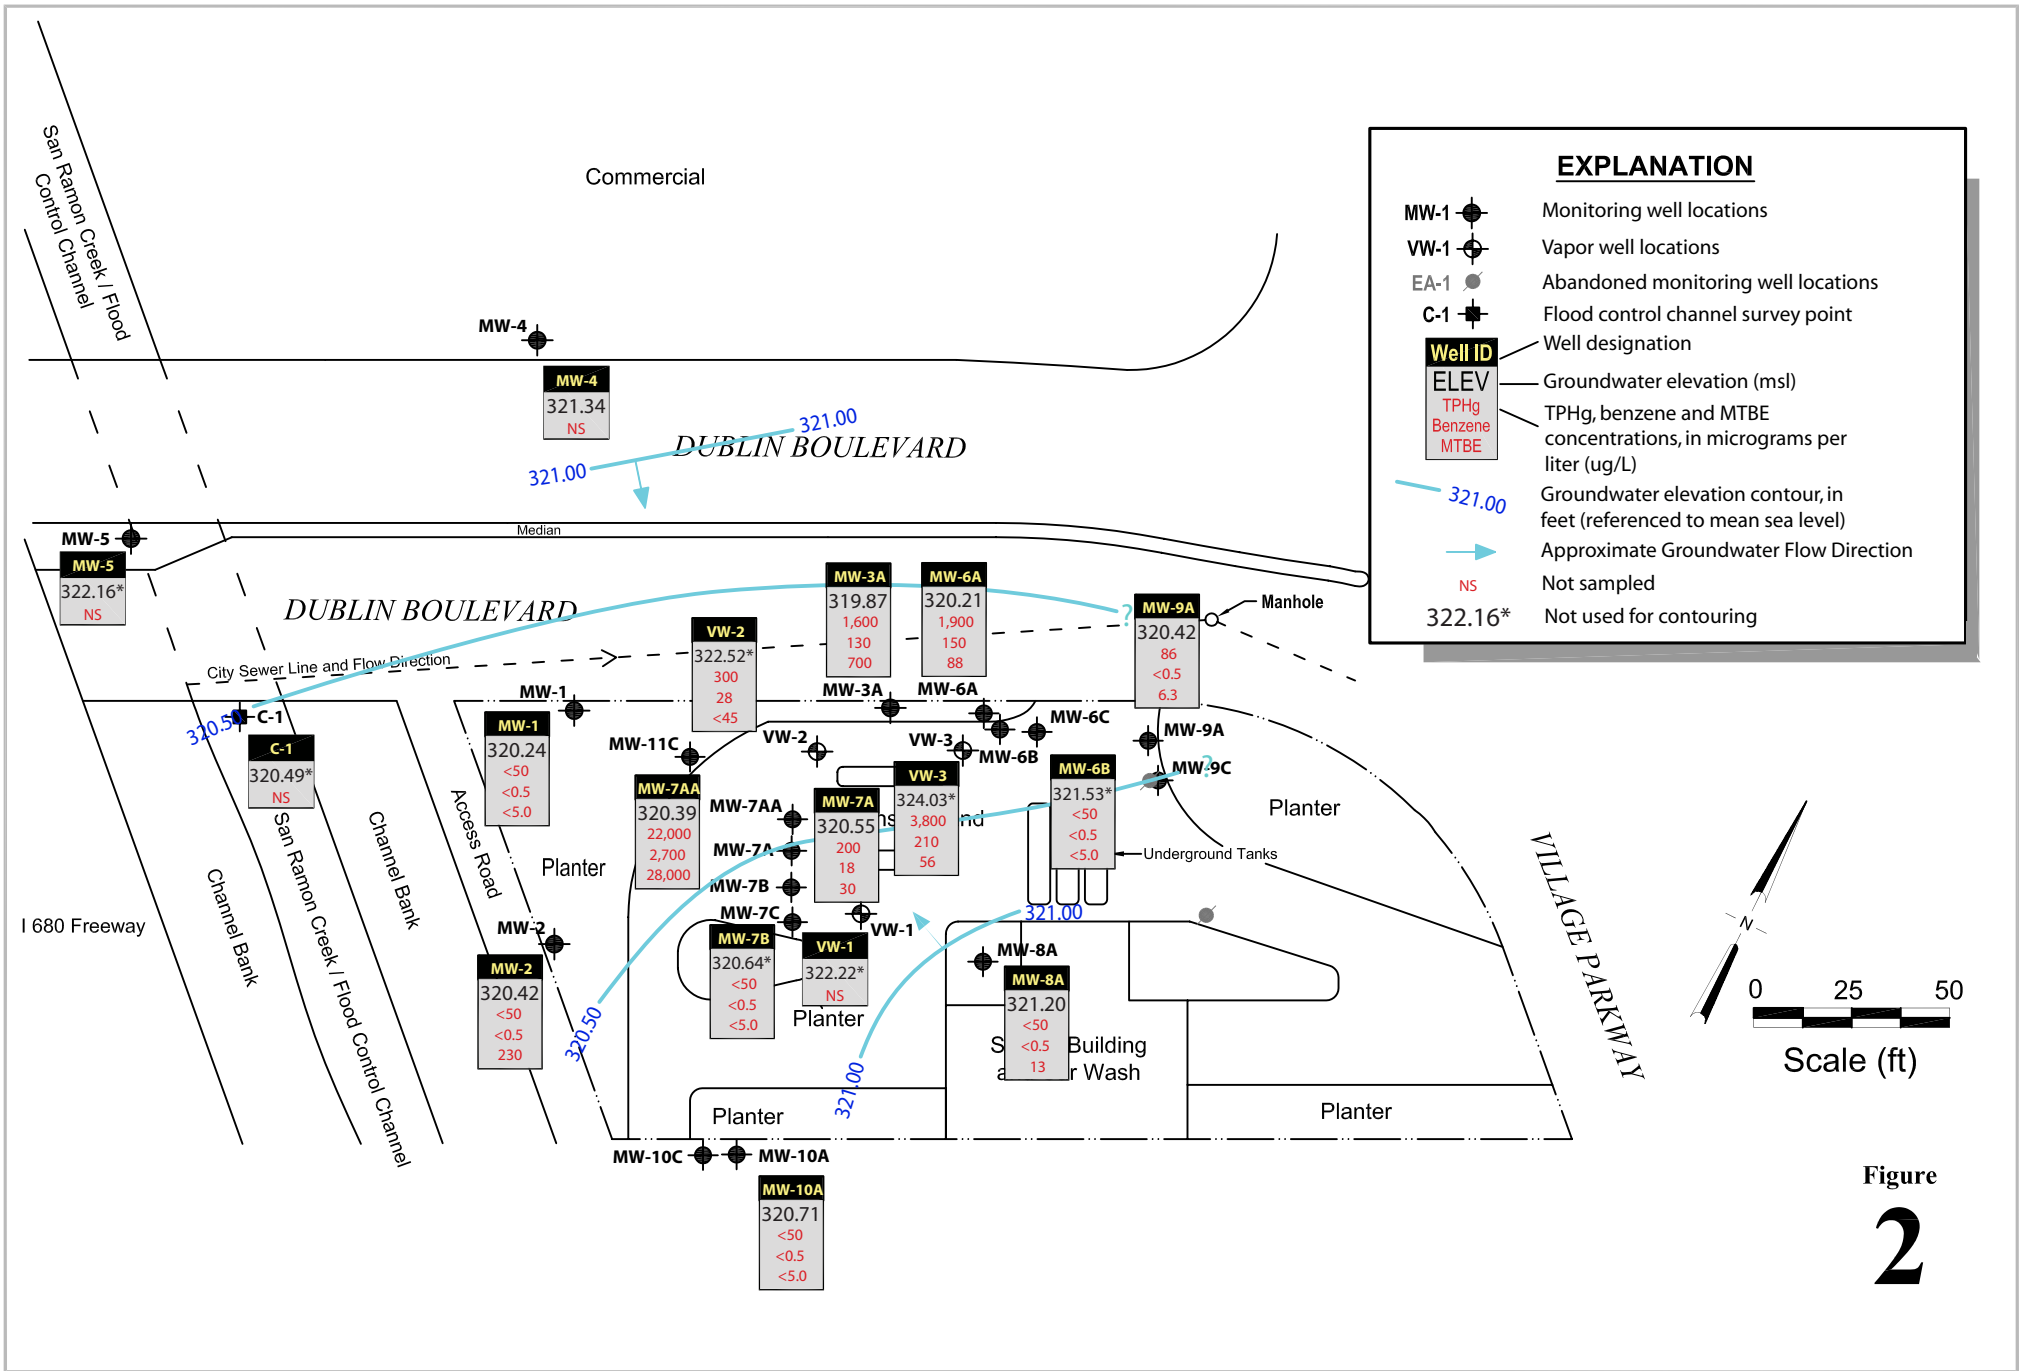 San Ramon Creek / Flood
Control Channel
Commercial
EXPLANATION
MW-1 Monitoring well locations
VW-1 Vapor well locations
EA-1 Abandoned monitoring well locations
C-1 Flood control channel survey point
Well ID Well designation
ELEV Groundwater elevation (msl)
TPHg
Benzene
MTBE
TPHg, benzene and MTBE
concentrations, in micrograms per
liter (ug/L)
321.00 Groundwater elevation contour, in
feet (referenced to mean sea level)
Approximate Groundwater Flow Direction
NS Not sampled
322.16* Not used for contouring
MW-4
MW-4
321.34
NS
321.00
321.00
DUBLIN BOULEVARD
Median
MW-5
MW-5
322.16*
NS
DUBLIN BOULEVARD
City Sewer Line and Flow Direction
VW-2
322.52*
300
28
<45
MW-3A
319.87
1,600
130
700
MW-6A
320.21
1,900
150
88
?
MW-9A
320.42
86
<0.5
6.3
Manhole
320.50
C-1
C-1
320.49*
NS
MW-1
MW-1
320.24
<50
<0.5
<5.0
MW-3A
MW-6A
MW-6C
MW-6B
MW-9A
MW-9C
?
MW-11C
VW-2
VW-3
MW-7AA
320.39
22,000
2,700
28,000
MW-7AA
MW-7A
MW-7B
MW-7C
MW-7A
320.55
200
18
30
VW-3
324.03*
3,800
210
56
MW-6B
321.53*
<50
<0.5
<5.0
Underground Tanks
Planter
Planter
Access Road
Channel Bank
San Ramon Creek / Flood Control Channel
Channel Bank
I 680 Freeway
MW-2
MW-2
320.42
<50
<0.5
230
320.50
MW-7B
320.64*
<50
<0.5
<5.0
VW-1
VW-1
322.22*
NS
Planter
321.00
321.00
MW-8A
MW-8A
321.20
<50
<0.5
13
Building
Wash
Planter
Planter
MW-10C
MW-10A
MW-10A
320.71
<50
<0.5
<5.0
VILLAGE PARKWAY
N
0 25 50
Scale (ft)
Figure
2